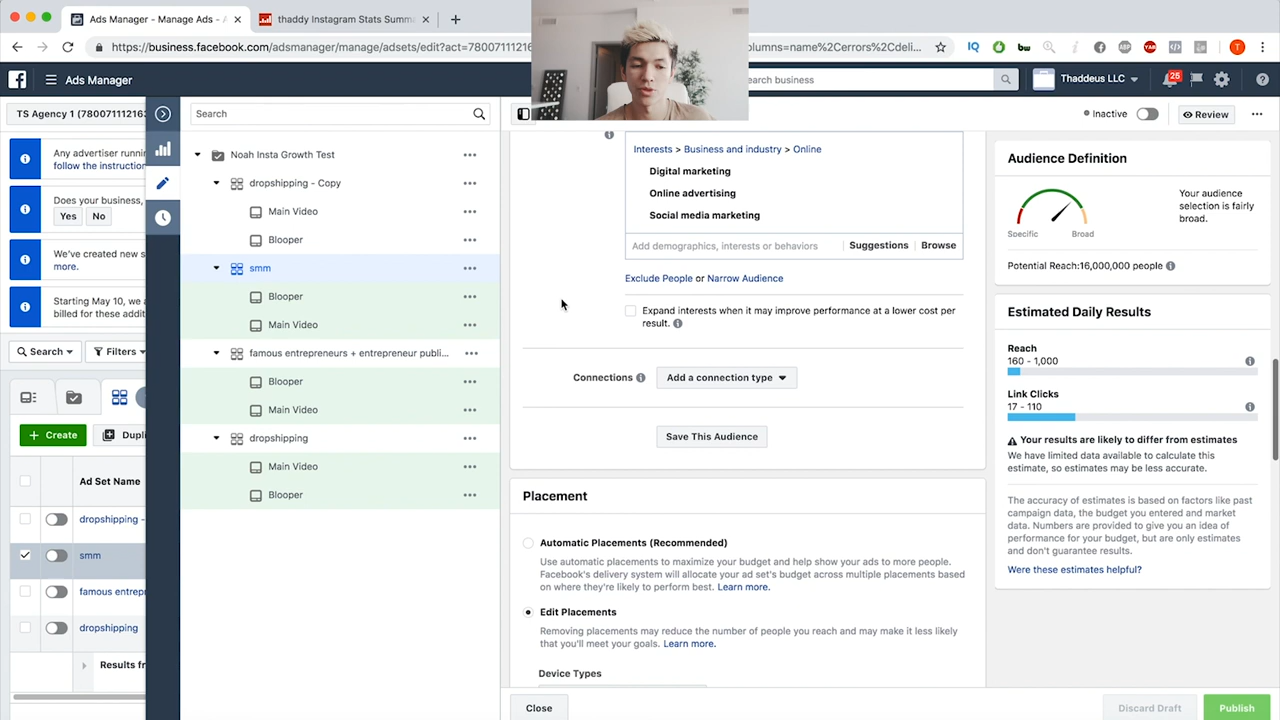 Ads Manager - Manage Ads - A
thaddy Instagram Stats Summa
https://business.facebook.com/adsmanager/manage/adsets/edit?act=78007111216
olumns=name%2Cerrors%2Cdeli...
Ads Manager
earch business
Thaddeus LLC
25
TS Agency 1 (78007111216
Search
Inactive
Review
Any advertiser runnin
follow the instruction
Does your business,
Yes
No
We've created new s
more.
Starting May 10, we a
billed for these addit
Search
Filters
Create
Dupli
Ad Set Name
dropshipping -
smm
famous entrep
dropshipping
Results fr
Noah Insta Growth Test
dropshipping - Copy
Main Video
Blooper
smm
Blooper
Main Video
famous entrepreneurs + entrepreneur publi...
Blooper
Main Video
dropshipping
Main Video
Blooper
Interests > Business and industry > Online
Digital marketing
Online advertising
Social media marketing
Add demographics, interests or behaviors
Suggestions
Browse
Exclude People or Narrow Audience
Expand interests when it may improve performance at a lower cost per
result.
Connections
Add a connection type
Save This Audience
Placement
Automatic Placements (Recommended)
Use automatic placements to maximize your budget and help show your ads to more people.
Facebook's delivery system will allocate your ad set's budget across multiple placements based
on where they're likely to perform best. Learn more.
Edit Placements
Removing placements may reduce the number of people you reach and may make it less likely
that you'll meet your goals. Learn more.
Device Types
Close
Discard Draft
Publish
Audience Definition
Specific
Broad
Your audience
selection is fairly
broad.
Potential Reach:16,000,000 people
Estimated Daily Results
Reach
160 - 1,000
Link Clicks
17 - 110
Your results are likely to differ from estimates
We have limited data available to calculate this
estimate, so estimates may be less accurate.
The accuracy of estimates is based on factors like past
campaign data, the budget you entered and market
data. Numbers are provided to give you an idea of
performance for your budget, but are only estimates
and don't guarantee results.
Were these estimates helpful?